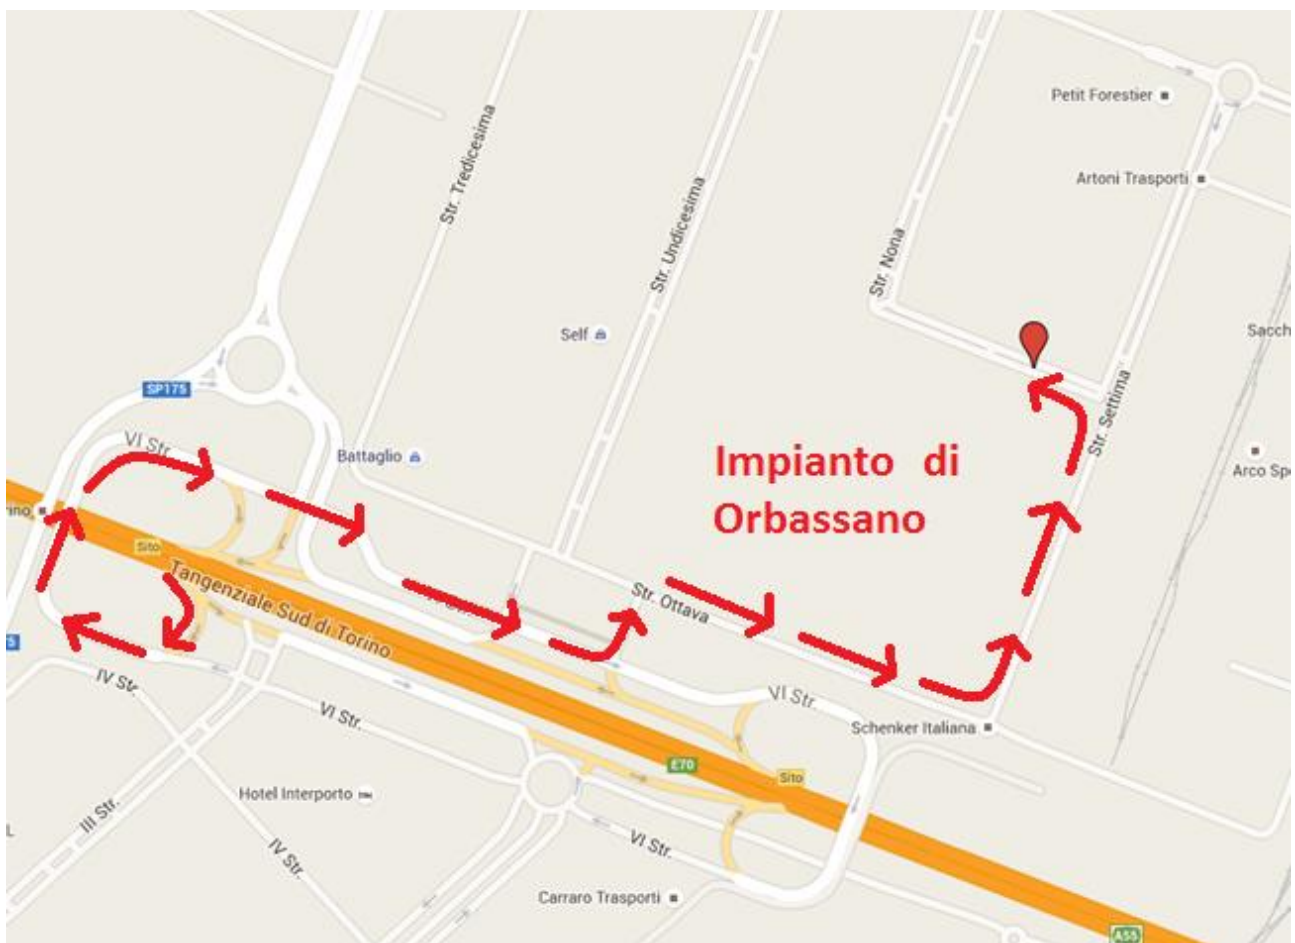 Petit Forestier
Str. Tredicesima
Artoni Trasporti
Str. Undicesima
Str. Nona
Self
Sacch
SP175
Str. Settima
VI Str.
Battaglio
Impianto di
Orbassano
Arco Spe
Sito
Tangenziale Sud di Torino
Str. Ottava
IV Str.
VI Str.
VI Str.
Schenker Italiana
E70
Sito
Hotel Interporto
III Str.
IV Str.
VI Str.
Carraro Trasporti
A55